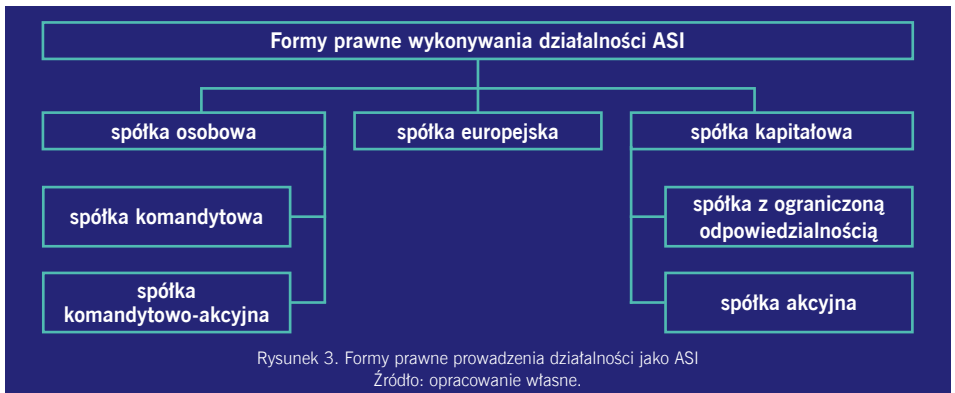 Formy prawne wykonywania działalności ASI
spółka osobowa
spółka europejska
spółka kapitałowa
spółka komandytowa
spółka z ograniczoną
odpowiedzialnością
spółka
komandytowo-akcyjna
spółka akcyjna
Rysunek 3. Formy prawne prowadzenia działalności jako ASI
Źródło: opracowanie własne.